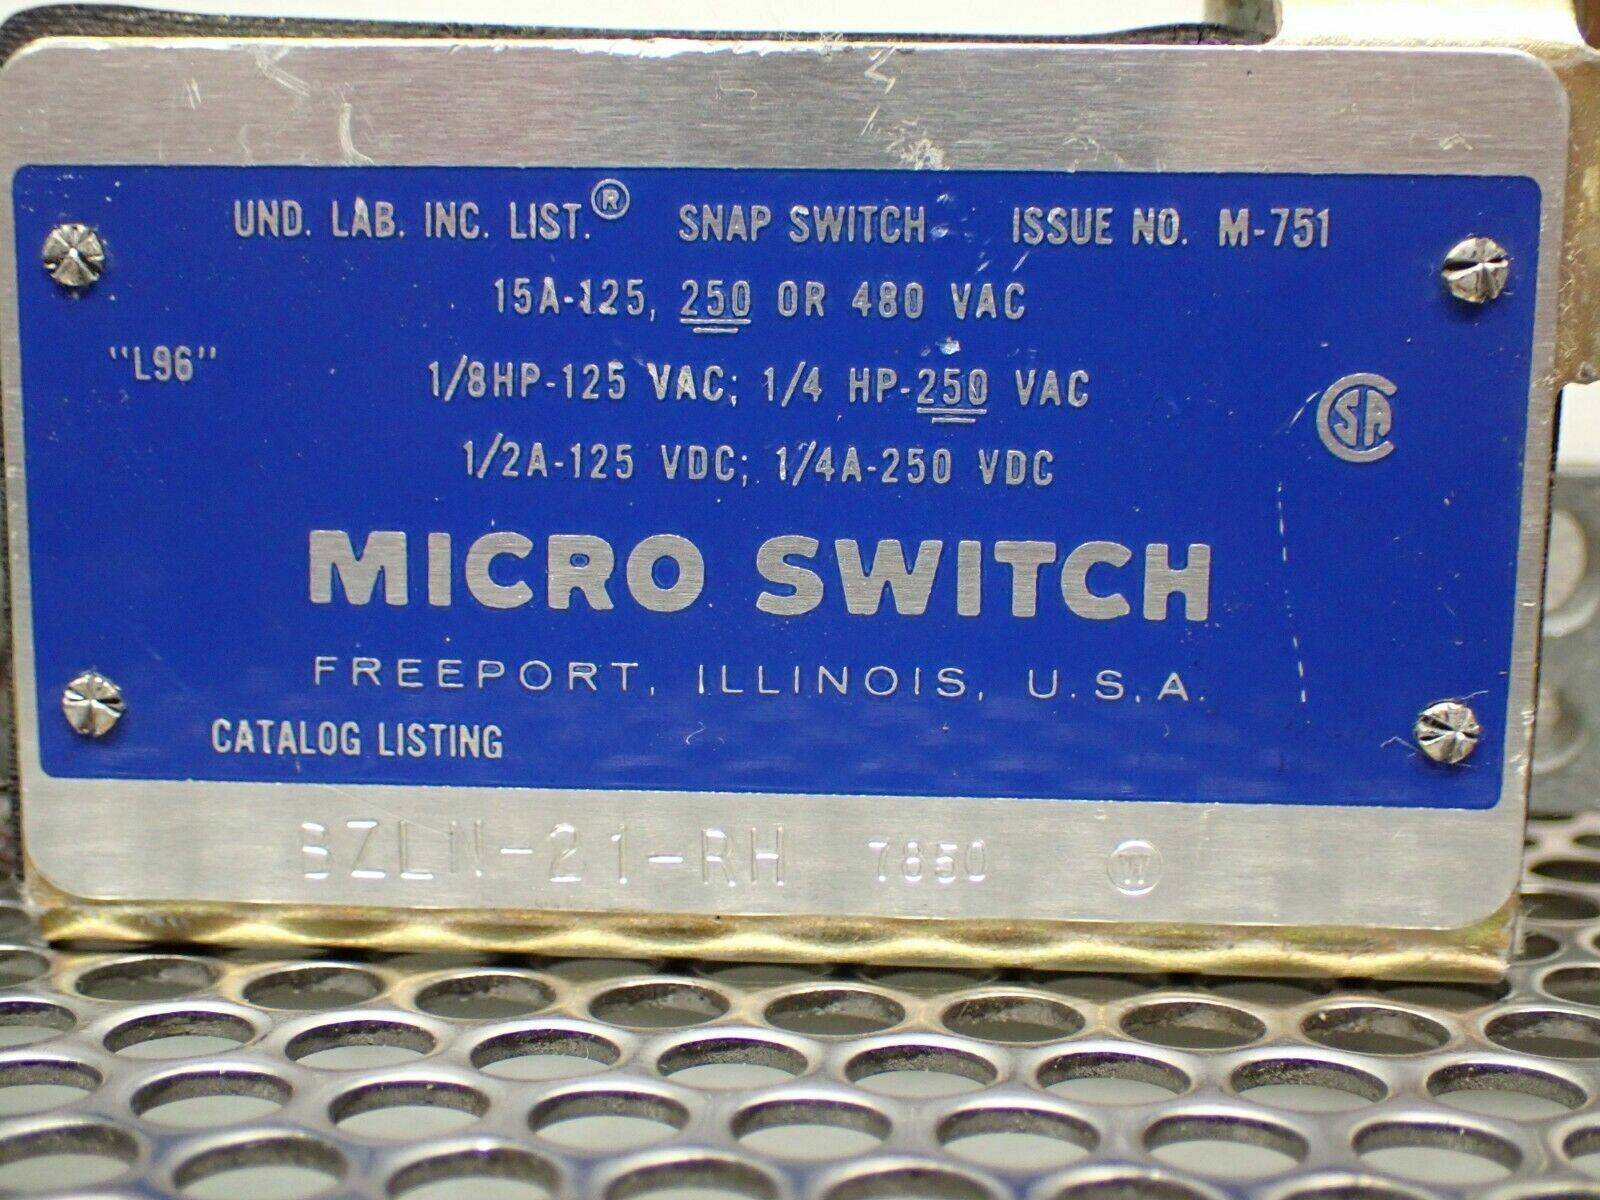 UND. LAB. INC. LIST.® SNAP SWITCH ISSUE NO. M-751
15A-125, 250 OR 480 VAC
"L96"
1/8HP-125 VAC; 1/4 HP-250 VAC
CSA
1/2A-125 VDC; 1/4A-250 VDC
MICRO SWITCH
FREEPORT, ILLINOIS, U.S.A.
CATALOG LISTING
BZLN-21-RH 7850 W